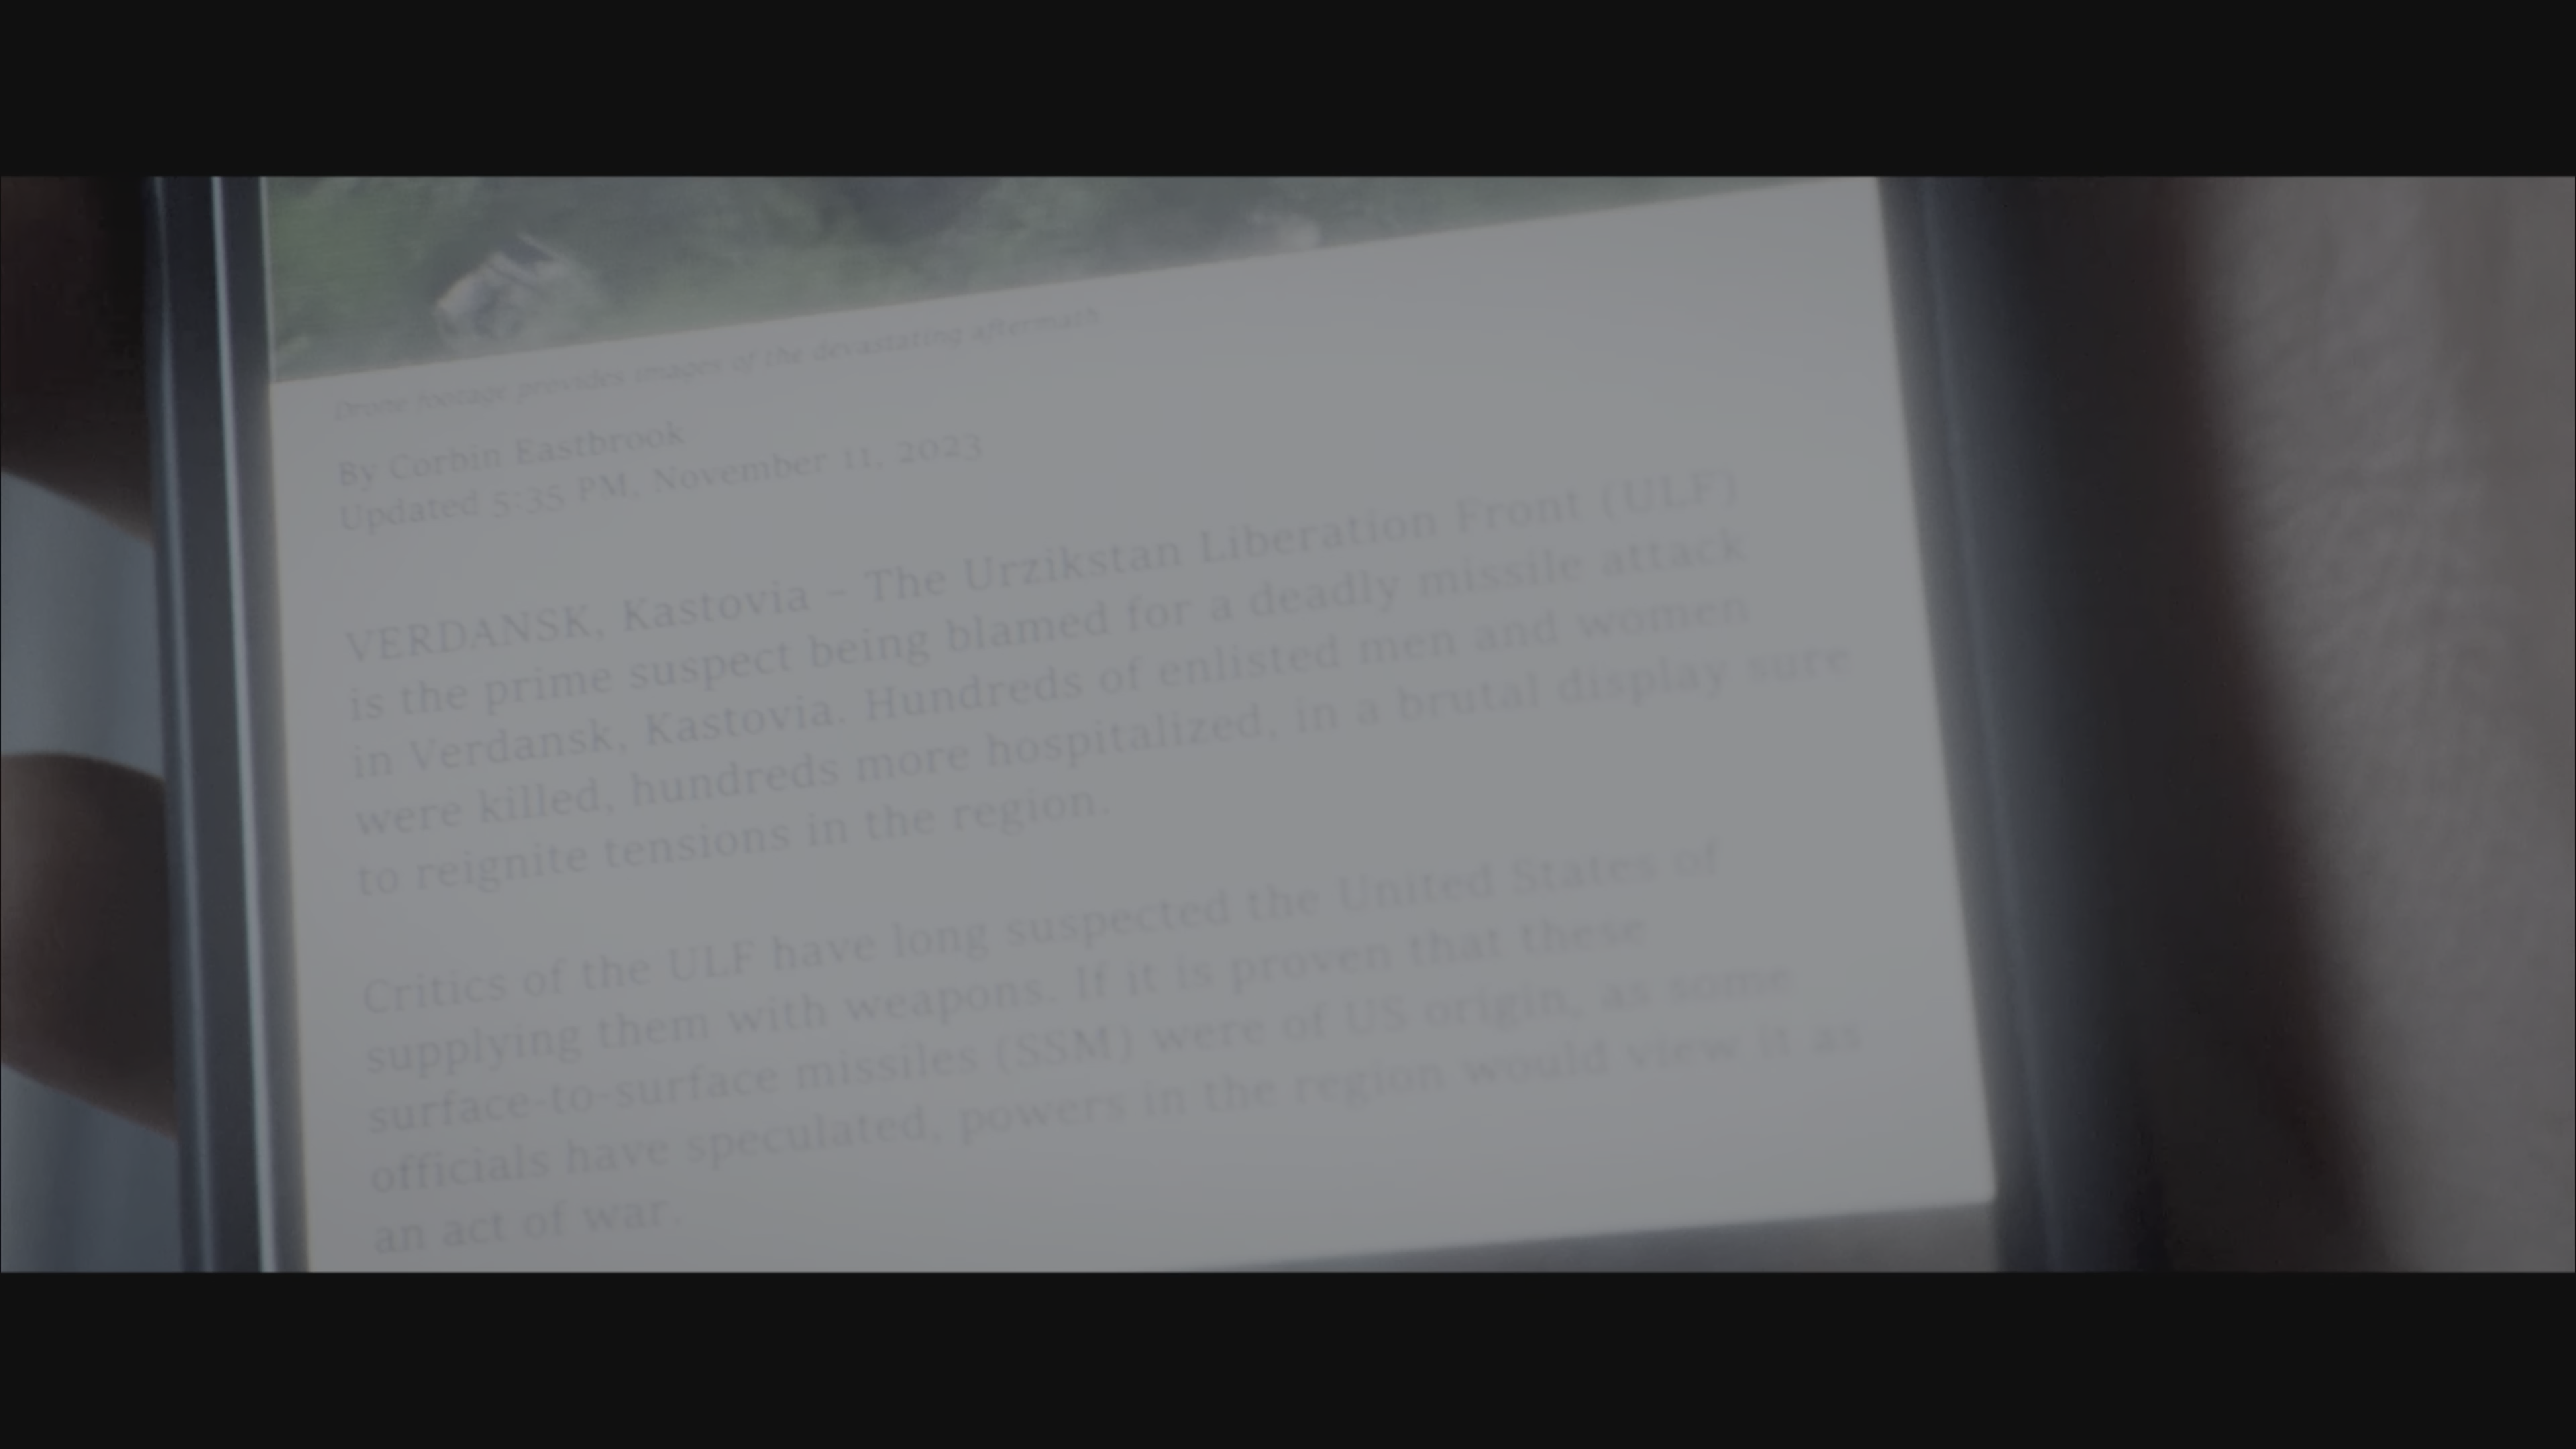 Drone footage provides images of the devastating aftermath
By Corbin Eastbrook
Updated 5:35 PM, November 11, 2023
VERDANSK, Kastovia – The Urzikstan Liberation Front (ULF)
is the prime suspect being blamed for a deadly missile attack
in Verdansk, Kastovia. Hundreds of enlisted men and women
were killed, hundreds more hospitalized, in a brutal display sure
to reignite tensions in the region.
Critics of the ULF have long suspected the United States of
supplying them with weapons. If it is proven that these
surface-to-surface missiles (SSM) were of US origin, as some
officials have speculated, powers in the region would view it as
an act of war.